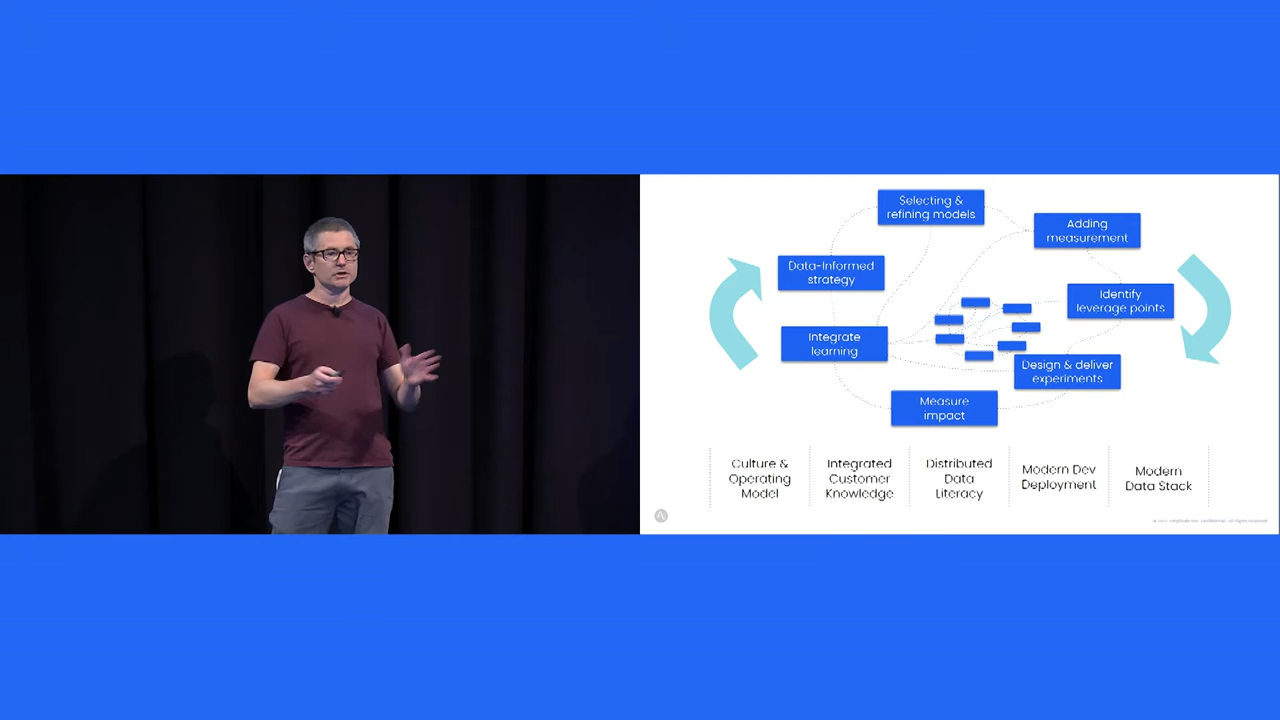 Selecting &
refining models
Adding
measurement
Data-Informed
strategy
Identify
leverage points
Integrate
learning
Design & deliver
experiments
Measure
impact
Culture &
Operating
Model
Integrated
Customer
Knowledge
Distributed
Data
Literacy
Modern Dev
Deployment
Modern
Data Stack